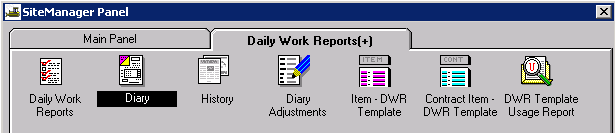 SiteManager Panel
Main Panel
Daily Work Reports(+)
ITEM
CONT
Daily Work
Reports
Diary
History
Diary
Adjustments
Item - DWR
Template
Contract Item -
DWR Template
DWR Template
Usage Report